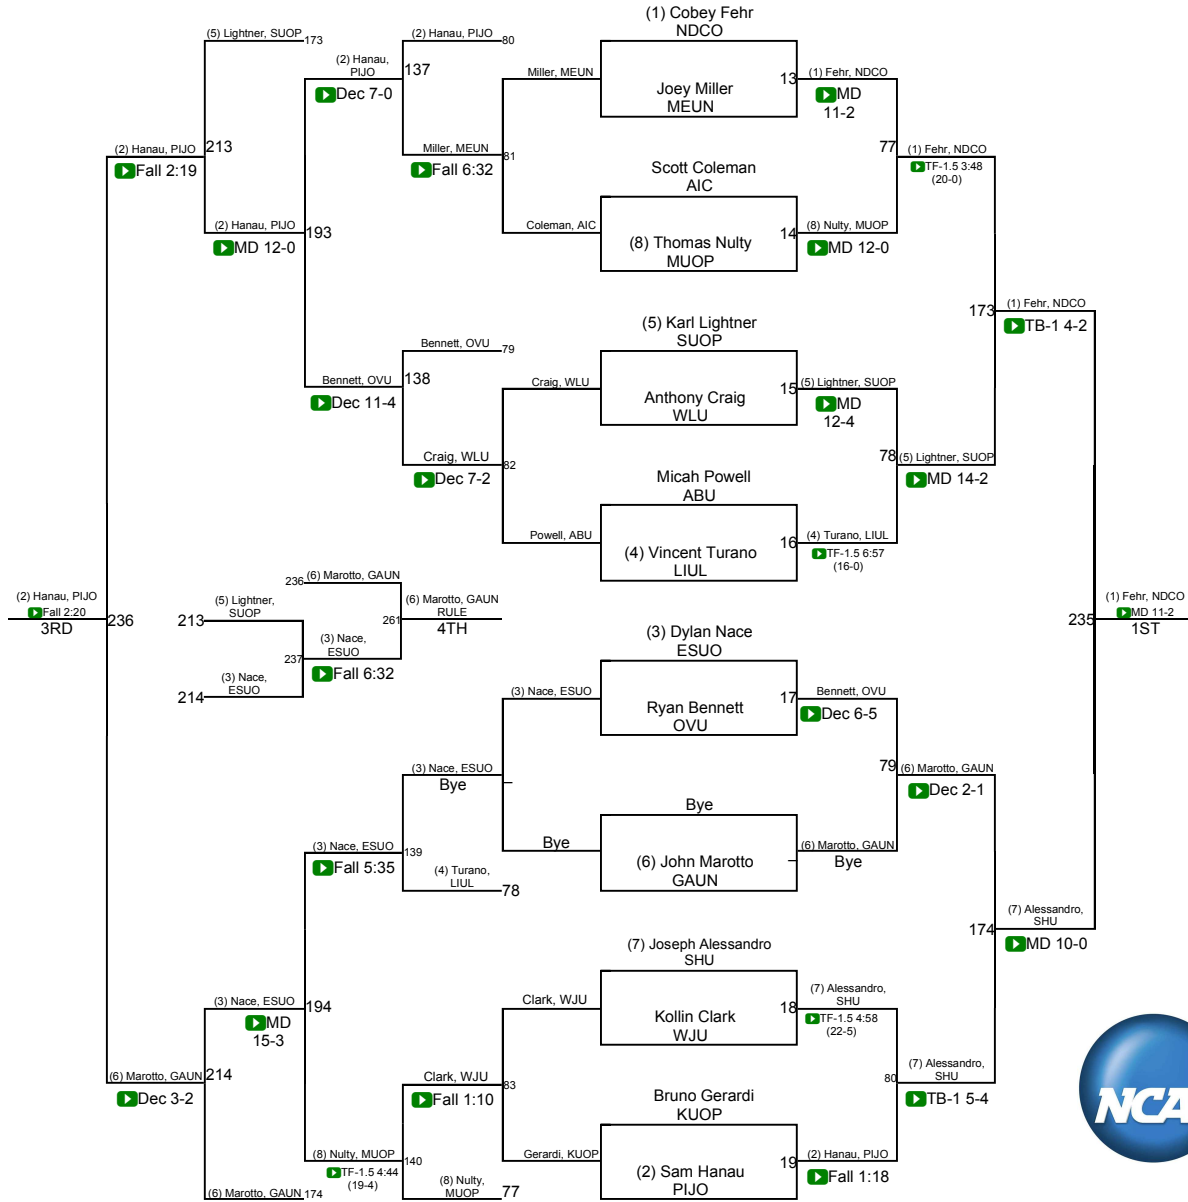 (1) Cobey Fehr
NDCO
(5) Lightner, SUOP 173
(2) Hanau, PIJO 80
(2) Hanau,
PIJO
137
Miller, MEUN
Joey Miller
MEUN
13
(1) Fehr, NDCO
Dec 7-0
MD
11-2
(2) Hanau, PIJO
213
Miller, MEUN
81
77
(1) Fehr, NDCO
Fall 2:19
Fall 6:32
TF-1.5 3:48
(20-0)
Scott Coleman
AIC
(2) Hanau, PIJO
193
Coleman, AIC
14
(8) Nulty, MUOP
MD 12-0
(8) Thomas Nulty
MUOP
MD 12-0
173
(1) Fehr, NDCO
TB-1 4-2
(5) Karl Lightner
SUOP
Bennett, OVU 79
Bennett, OVU
138
Craig, WLU
15
(5) Lightner, SUOP
Dec 11-4
Anthony Craig
WLU
MD
12-4
Craig, WLU
82
78
(5) Lightner, SUOP
Dec 7-2
MD 14-2
Micah Powell
ABU
Powell, ABU
16
(4) Turano, LIUL
(4) Vincent Turano
LIUL
TF-1.5 6:57
(16-0)
236
(6) Marotto, GAUN
(2) Hanau, PIJO
Fall 2:20
3RD
236
213
(5) Lightner,
SUOP
261
(6) Marotto, GAUN
RULE
4TH
235
(1) Fehr, NDCO
MD 11-2
1ST
237
(3) Nace,
ESUO
Fall 6:32
214
(3) Nace,
ESUO
(3) Dylan Nace
ESUO
(3) Nace, ESUO
17
Bennett, OVU
Ryan Bennett
OVU
Dec 6-5
(3) Nace, ESUO
Bye
79
(6) Marotto, GAUN
Dec 2-1
Bye
(3) Nace, ESUO
139
Bye
(6) Marotto, GAUN
Fall 5:35
(6) John Marotto
GAUN
Bye
(4) Turano,
LIUL
78
174
(7) Alessandro,
SHU
MD 10-0
(7) Joseph Alessandro
SHU
(3) Nace, ESUO
194
Clark, WJU
18
(7) Alessandro,
SHU
MD
15-3
Kollin Clark
WJU
TF-1.5 4:58
(22-5)
(6) Marotto, GAUN
214
Clark, WJU
83
80
(7) Alessandro,
SHU
Dec 3-2
Fall 1:10
TB-1 5-4
Bruno Gerardi
KUOP
(8) Nulty, MUOP
140
Gerardi, KUOP
19
(2) Hanau, PIJO
TF-1.5 4:44
(19-4)
(2) Sam Hanau
PIJO
Fall 1:18
(6) Marotto, GAUN 174
(8) Nulty,
MUOP
77
NCA